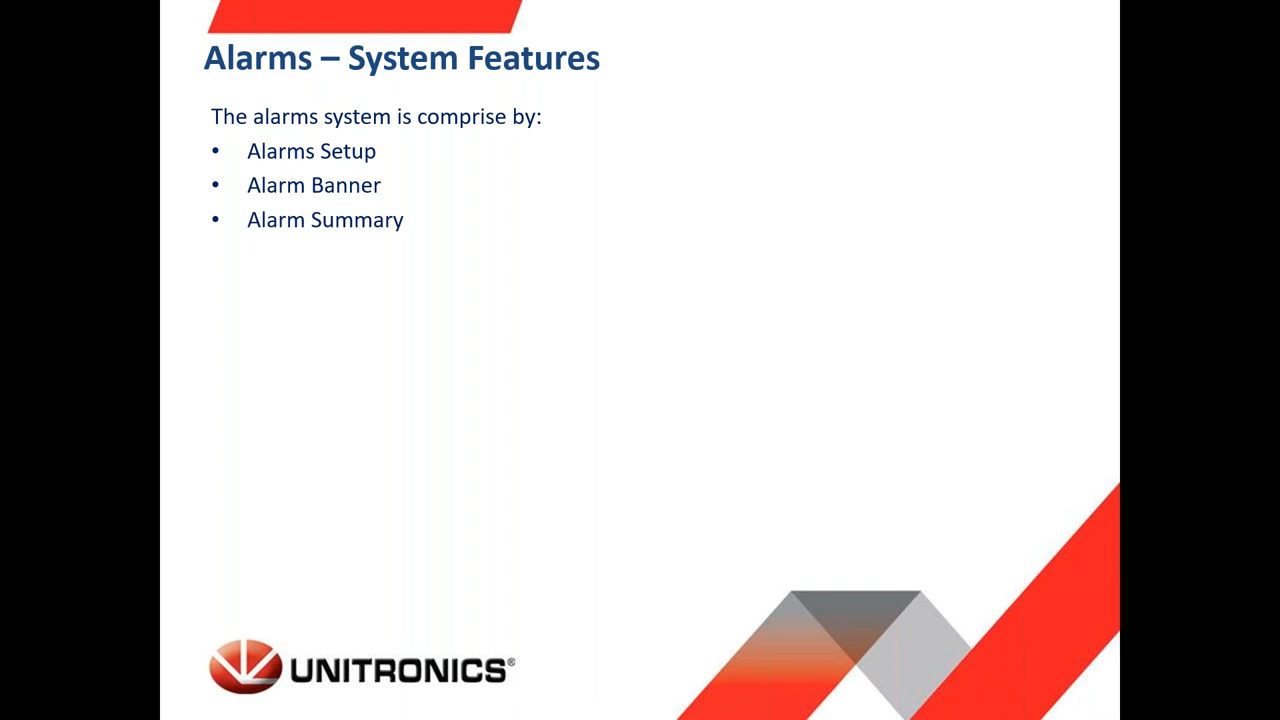 Alarms – System Features
The alarms system is comprise by:
• Alarms Setup
• Alarm Banner
• Alarm Summary
UNITRONICS®